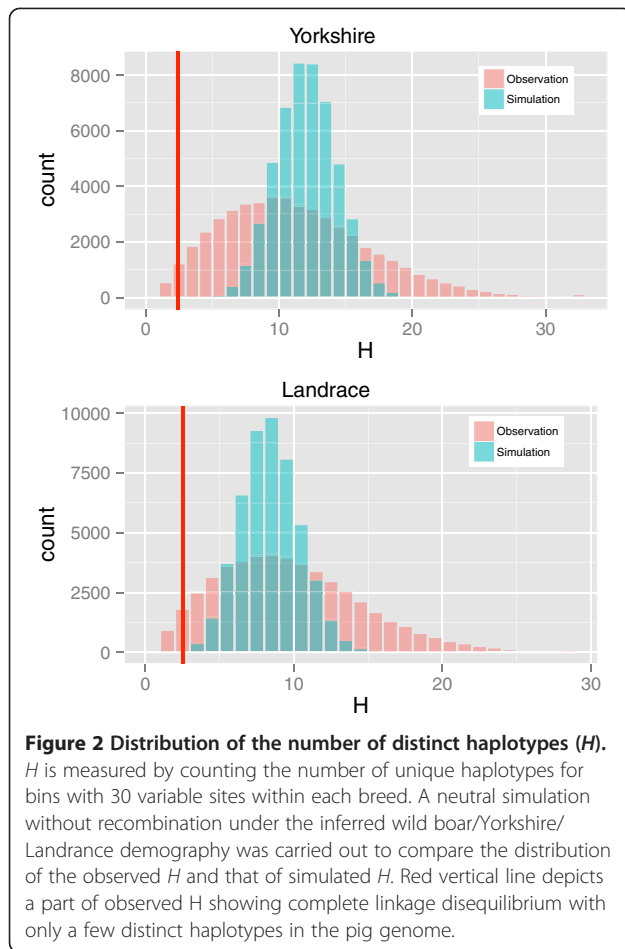 Yorkshire
8000
6000
4000
2000
0
count
Observation
Simulation
0 10 20 30
H
Landrace
10000
7500
5000
2500
0
count
Observation
Simulation
0 10 20 30
H
Figure 2 Distribution of the number of distinct haplotypes (H).
H is measured by counting the number of unique haplotypes for
bins with 30 variable sites within each breed. A neutral simulation
without recombination under the inferred wild boar/Yorkshire/
Landrance demography was carried out to compare the distribution
of the observed H and that of simulated H. Red vertical line depicts
a part of observed H showing complete linkage disequilibrium with
only a few distinct haplotypes in the pig genome.